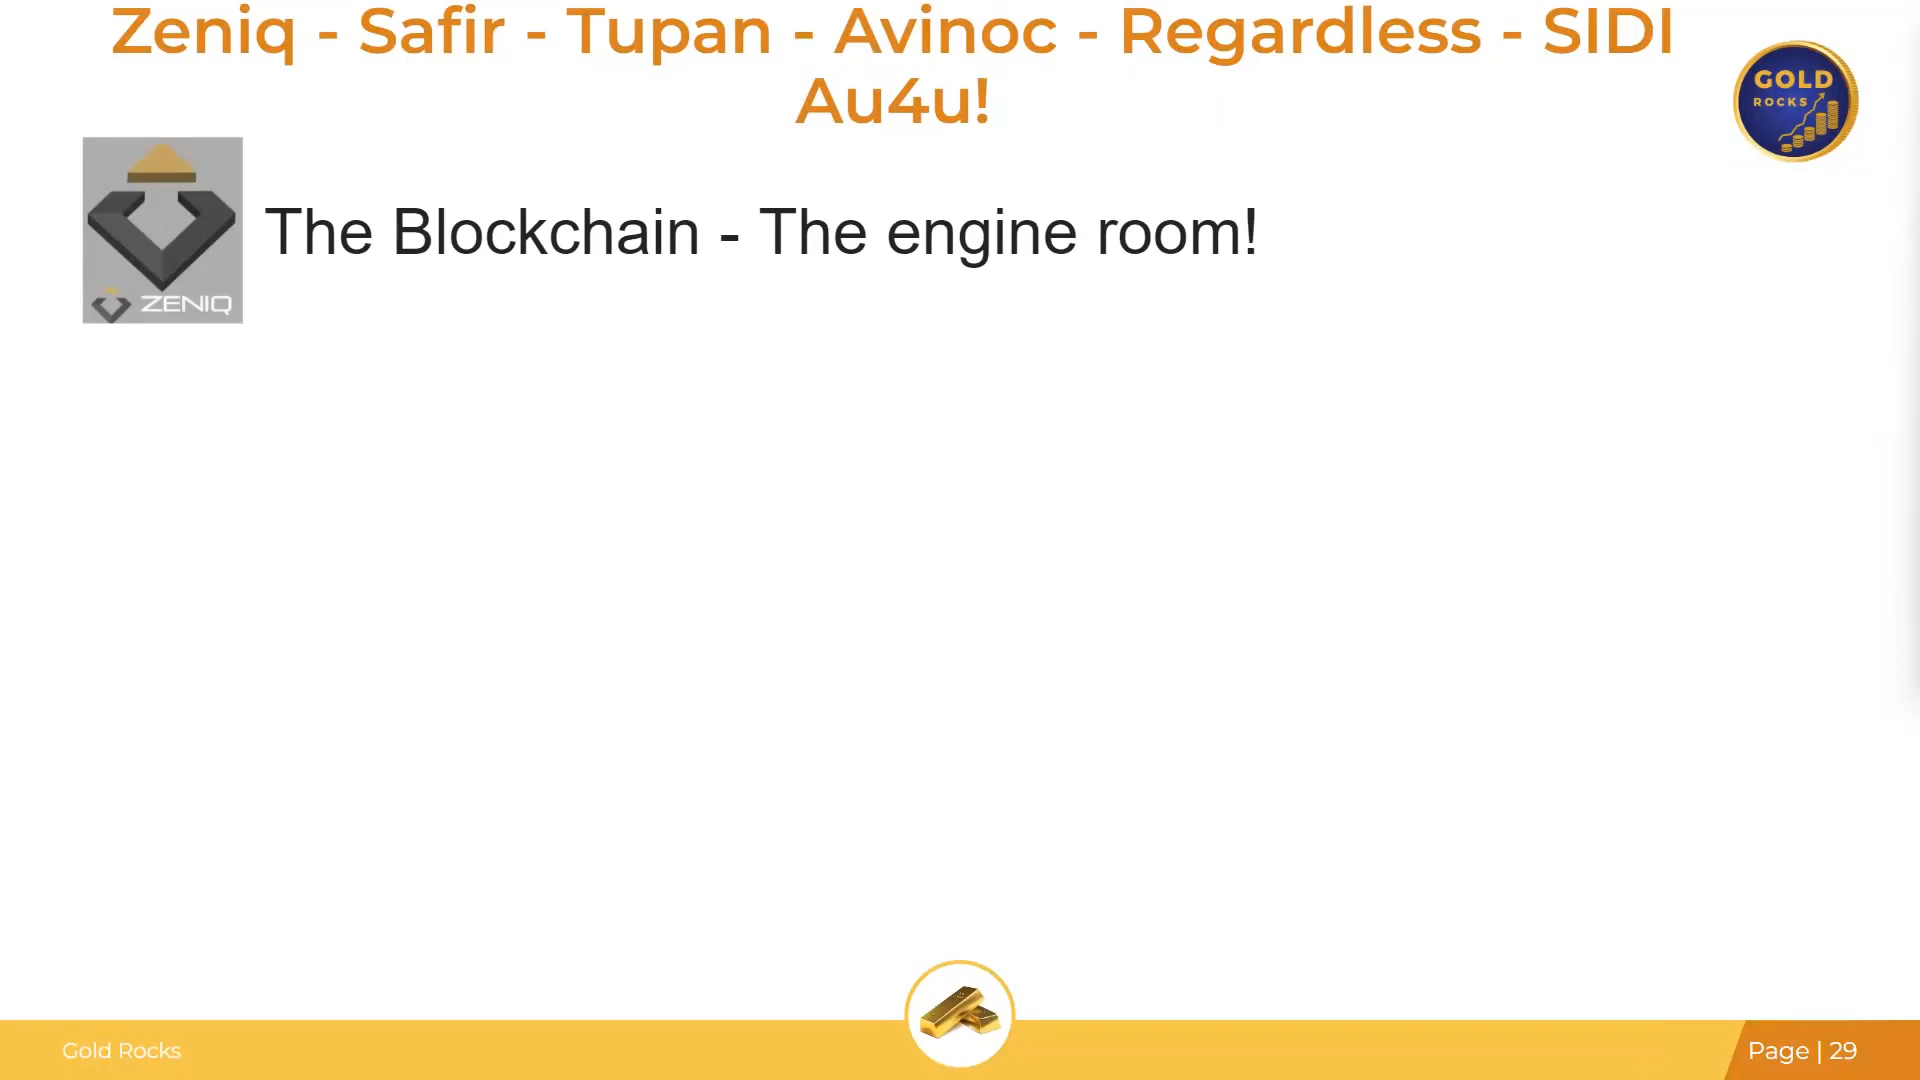 Zeniq - Safir - Tupan - Avinoc - Regardless - SIDI
Au4u!
GOLD
ROCKS
The Blockchain - The engine room!
ZENIQ
Gold Rocks
Page | 29